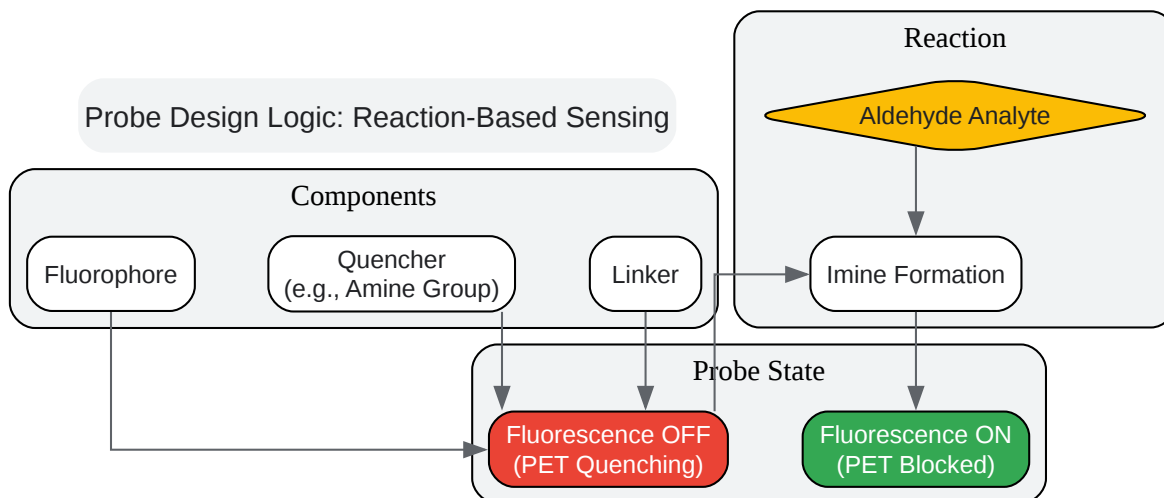 Reaction
Aldehyde Analyte
Probe Design Logic: Reaction-Based Sensing
Components
Fluorophore
Quencher
(e.g., Amine Group)
Linker
Imine Formation
Probe State
Fluorescence OFF
(PET Quenching)
Fluorescence ON
(PET Blocked)